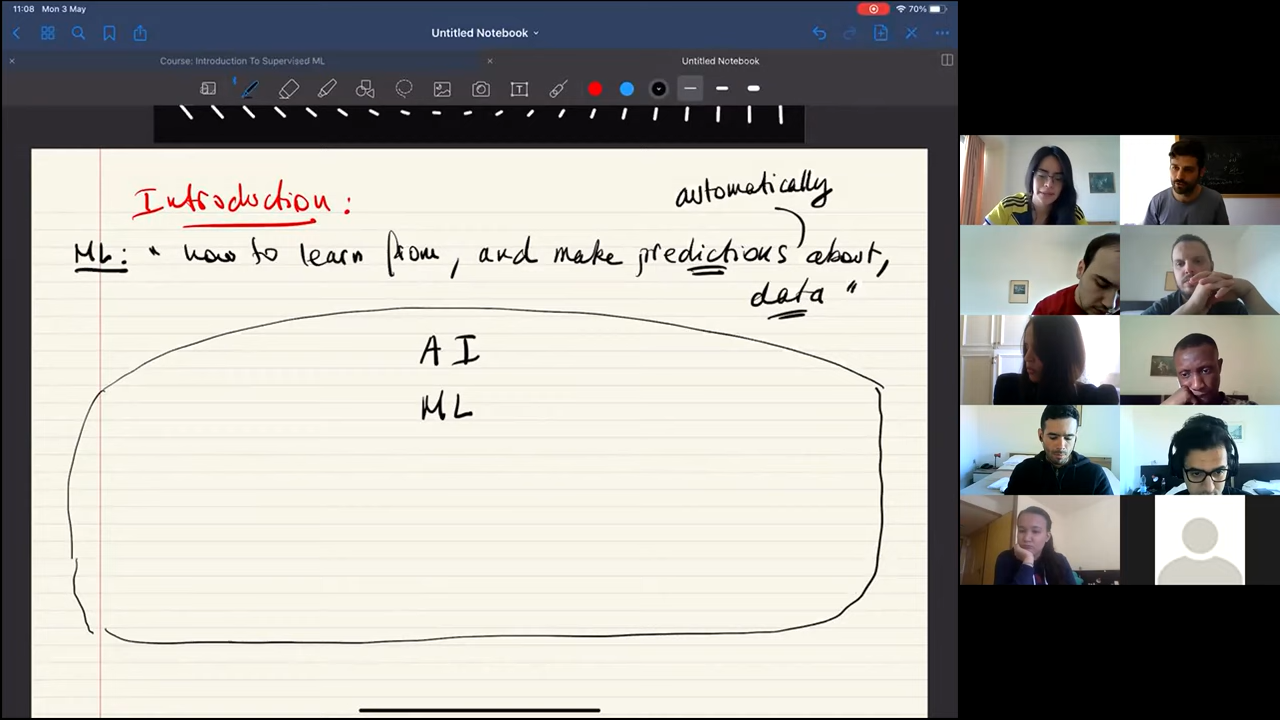 11:08 Mon 3 May
70%
Untitled Notebook
Course: Introduction To Supervised ML
Untitled Notebook
Introduction:
automatically
ML: " how to learn from, and make predictions about,
data "
AI
ML